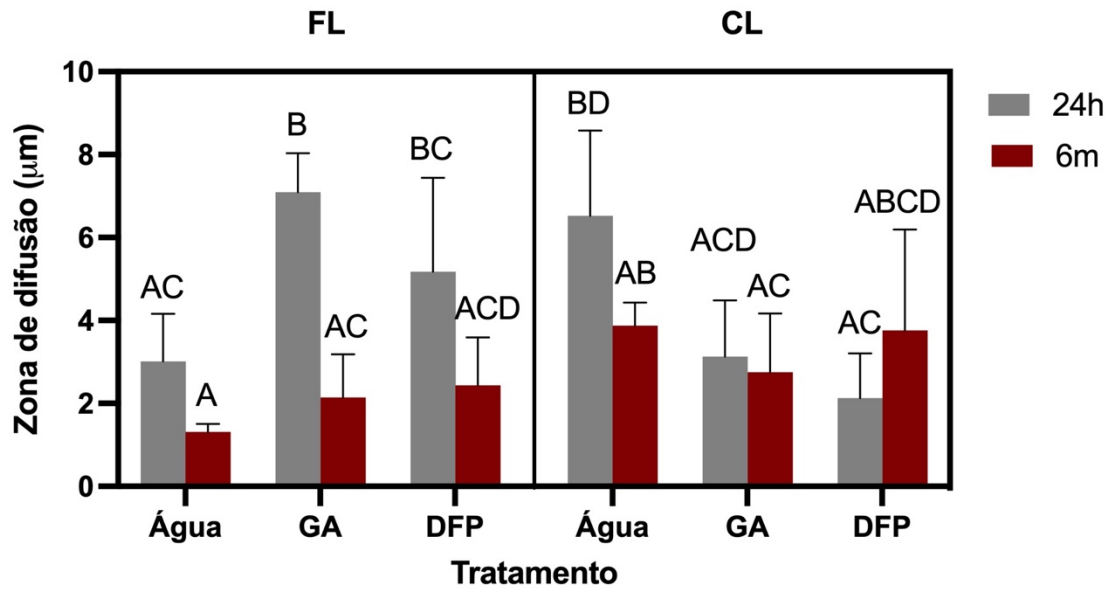 FL
CL
Zona de difusão (μm)
10
8
6
4
2
0
AC
A
B
AC
BC
ACD
BD
AB
ACD
AC
AC
ABCD
24h
6m
Água
GA
DFP
Água
GA
DFP
Tratamento